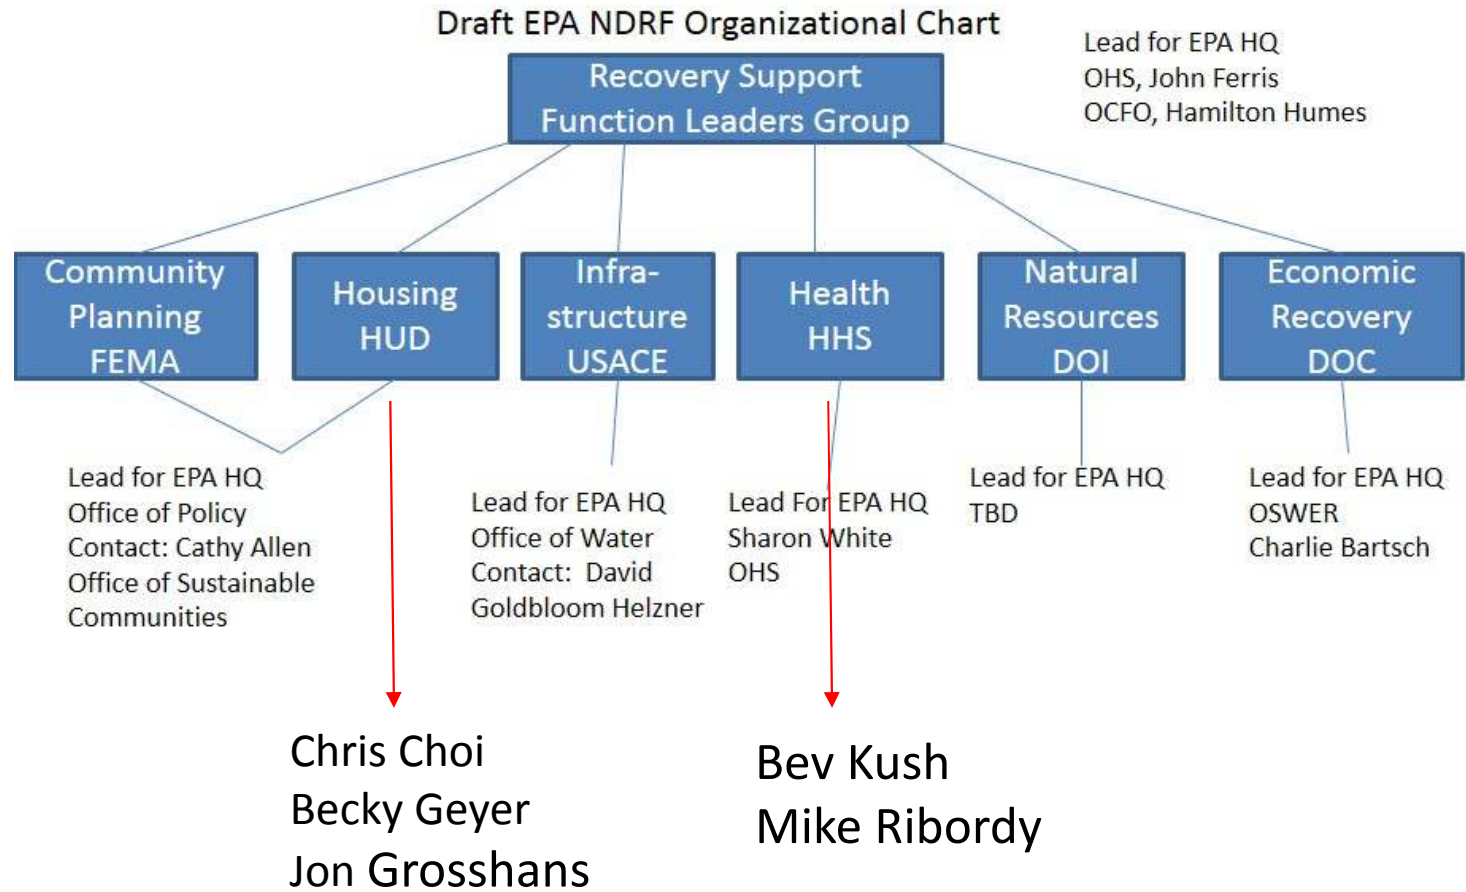 Draft EPA NDRF Organizational Chart
Lead for EPA HQ
OHS, John Ferris
OCFO, Hamilton Humes
Recovery Support
Function Leaders Group
Community
Planning
FEMA
Housing
HUD
Infra-
structure
USACE
Health
HHS
Natural
Resources
DOI
Economic
Recovery
DOC
Lead for EPA HQ
Office of Policy
Contact: Cathy Allen
Office of Sustainable
Communities
Lead for EPA HQ
Office of Water
Contact:  David
Goldbloom Helzner
Lead For EPA HQ
Sharon White
OHS
Lead for EPA HQ
TBD
Lead for EPA HQ
OSWER
Charlie Bartsch
Chris Choi
Becky Geyer
Jon Grosshans
Bev Kush
Mike Ribordy